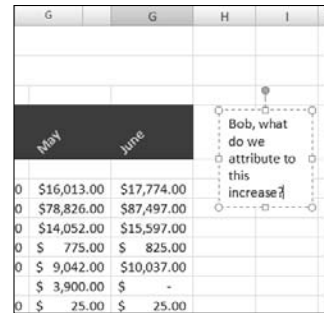 G G H I
May June
Bob, what
do we
attribute to
this
increase?
0 $16,013.00 $17,774.00
0 $78,826.00 $87,497.00
0 $14,052.00 $15,597.00
0 $ 775.00 $ 825.00
0 $ 9,042.00 $10,037.00
$ 3,900.00 $ -
0 $ 25.00 $ 25.00